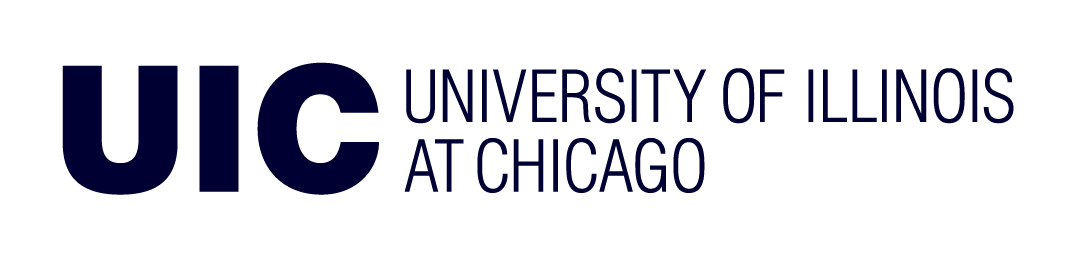 UIC
UNIVERSITY OF ILLINOIS
AT CHICAGO